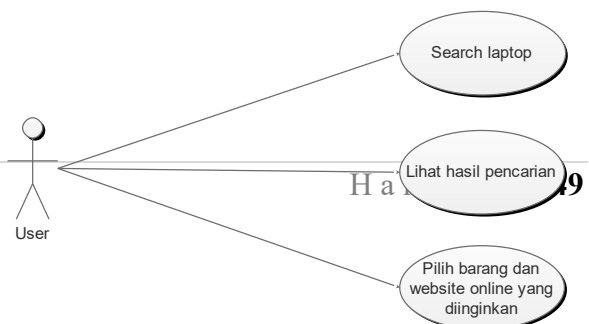 Search laptop
Lihat hasil pencarian
H a
User
Pilih barang dan
website online yang
diinginkan